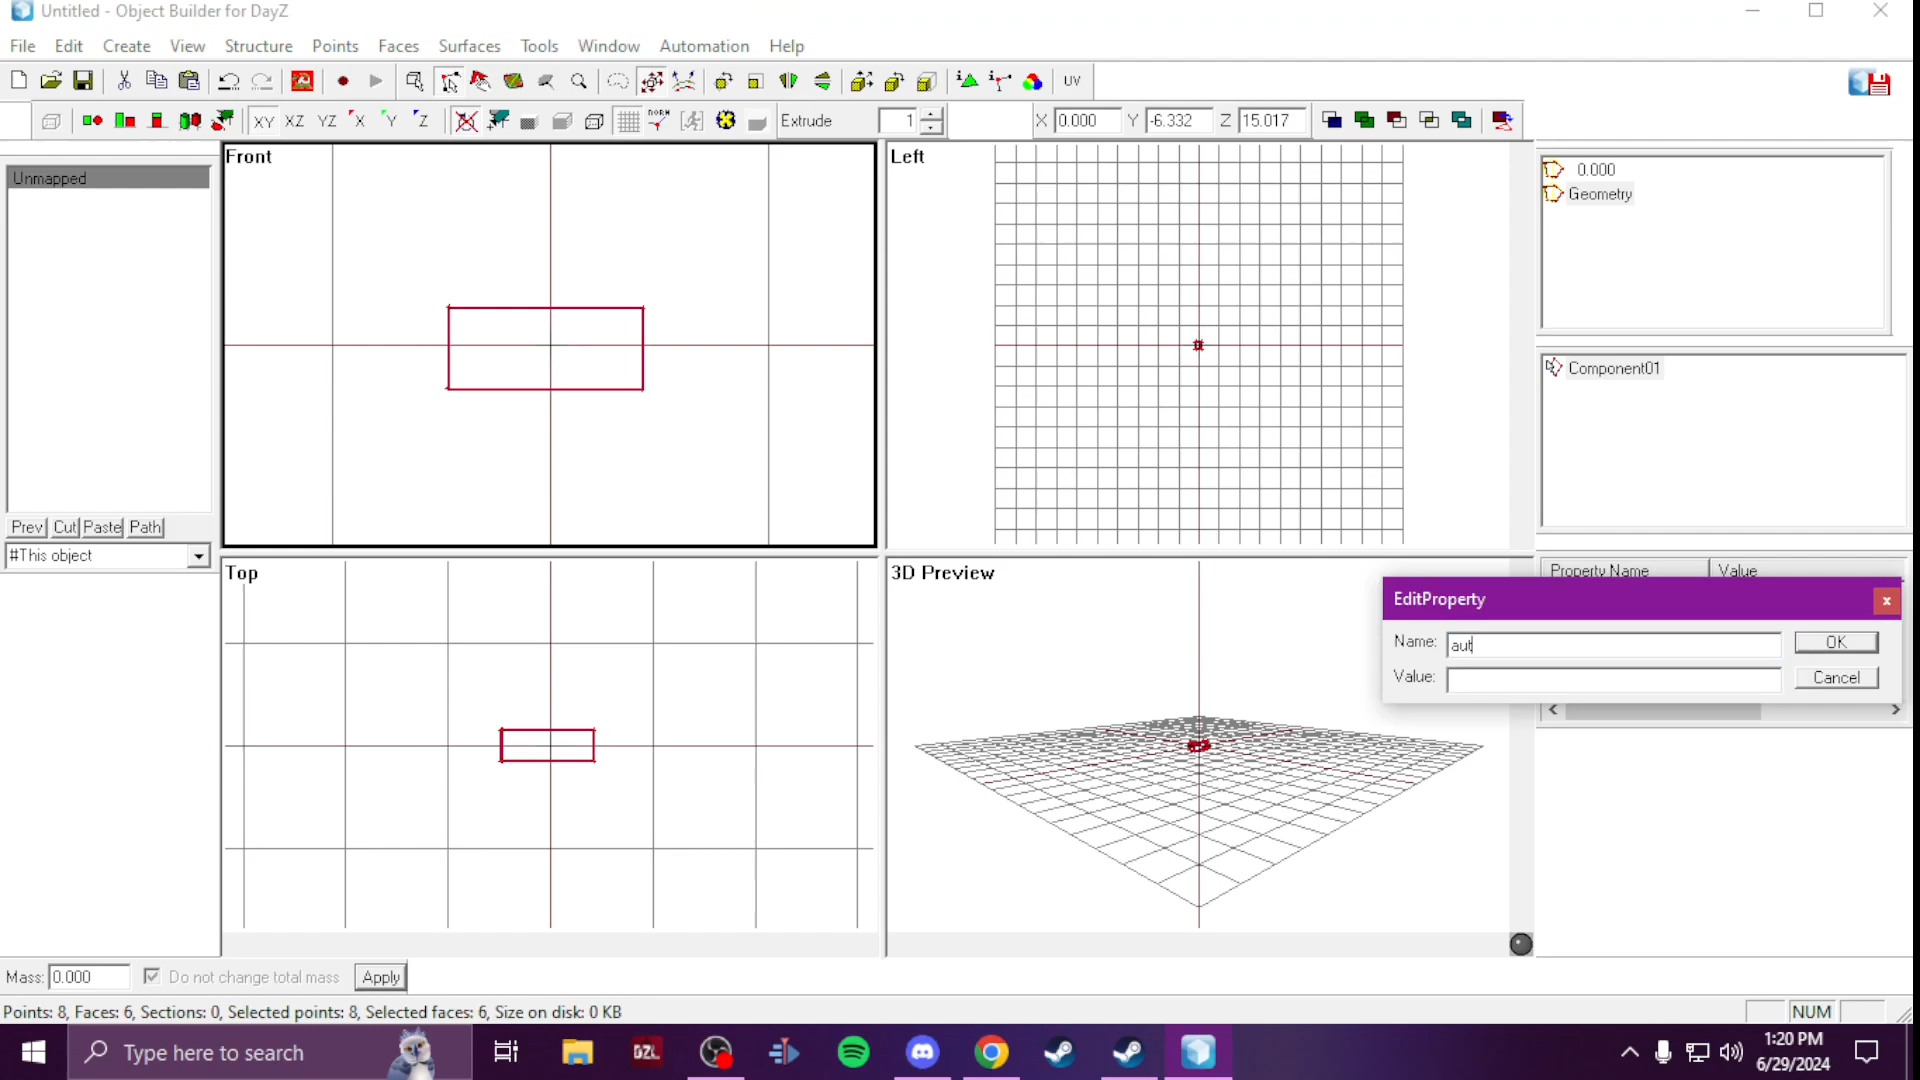 Untitled - Object Builder for DayZ
File Edit Create View Structure Points Faces Surfaces Tools Window Automation Help
UV
XY XZ YZ X Y Z NORM Extrude 1 X 0.000 Y -6.332 Z 15.017
Unmapped
Front
Left
0.000
Geometry
Component01
Prev Cut Paste Path
#This object
Top
3D Preview
Property Name Value
EditProperty
Name: aut OK
Value: Cancel
Mass: 0.000 Do not change total mass Apply
Points: 8, Faces: 6, Sections: 0, Selected points: 8, Selected faces: 6, Size on disk: 0 KB
NUM
Type here to search
DZL
1:20 PM
6/29/2024